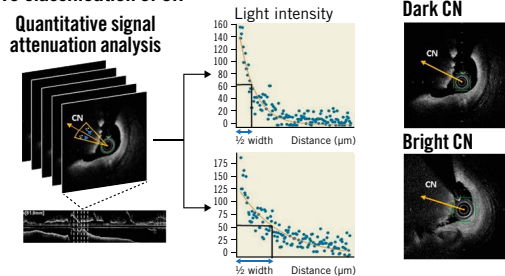 Quantitative signal
attenuation analysis
CN
Light intensity
160
140
120
100
80
60
40
20
0
½ width
Distance (µm)
175
150
125
100
75
50
25
0
½ width
Distance (µm)
Dark CN
CN
Bright CN
CN